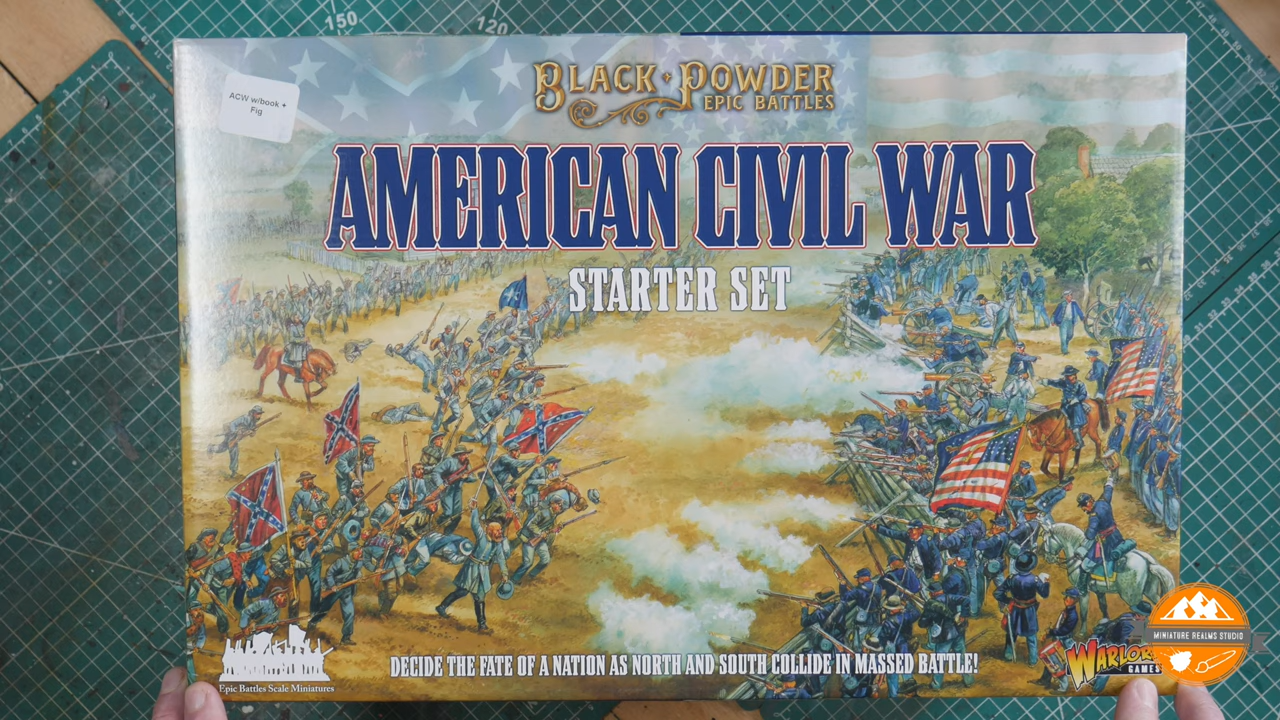 150
120
ACW w/book +
Fig
BLACK POWDER
EPIC BATTLES
AMERICAN CIVIL WAR
STARTER SET
DECIDE THE FATE OF A NATION AS NORTH AND SOUTH COLLIDE IN MASSED BATTLE!
Epic Battles Scale Miniatures
WARLORD
GAMES
MINIATURE REALMS STUDIO